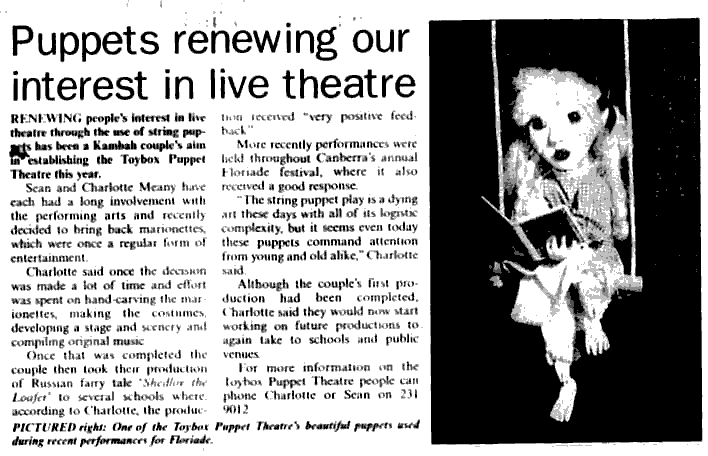 Puppets renewing our
interest in live theatre
RENEWING people's interest in live
theatre through the use of string pup-
pets has been a Kambah couple's aim
in establishing the Toybox Puppet
Theatre this year.
Sean and Charlotte Meany have
each had a long involvement with
the performing arts and recently
decided to bring back marionettes,
which were once a regular form of
entertainment.
Charlotte said once the decision
was made a lot of time and effort
was spent on hand-carving the mar-
ionettes, making the costumes,
developing a stage and scenery and
compiling original music
Once that was completed the
couple then took their production
of Russian fairy tale
Loafer' to several schools where,
according to Charlotte, the produc-
tion received "very positive feed-
back"
More recently performances were
held throughout Canberra's annual
Floriade festival, where it also
received a good response.
"The string puppet play is a dying
art these days with all of its logistic
complexity, but it seems even today
these puppets command attention
from young and old alike," Charlotte
said.
Although the couple's first pro-
duction had been completed,
Charlotte said they would now start
working on future productions to
again take to schools and public
venues.
For more information on the
Toybox Puppet Theatre people can
phone Charlotte or Sean on 231
9012
PICTURED right: One of the Toybox Puppet Theatre's beautiful puppets used
during recent performances for Floriade.